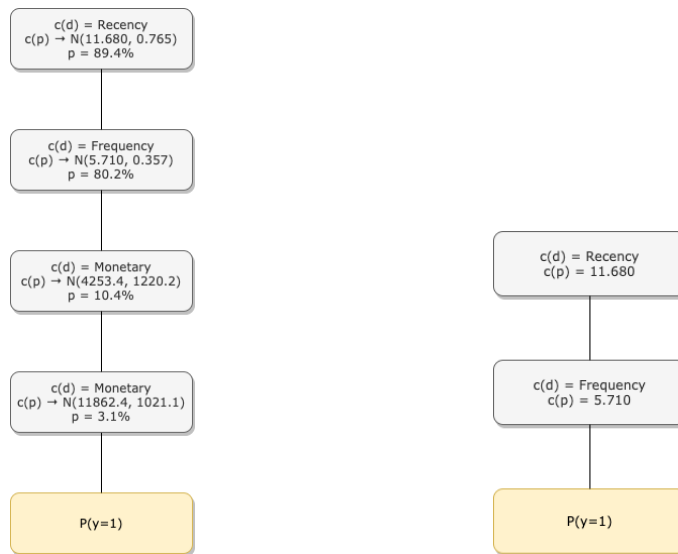 c(d) = Recency
c(p) → N(11.680, 0.765)
p = 89.4%
c(d) = Frequency
c(p) → N(5.710, 0.357)
p = 80.2%
c(d) = Monetary
c(p) → N(4253.4, 1220.2)
p = 10.4%
c(d) = Monetary
c(p) → N(11862.4, 1021.1)
p = 3.1%
P(y=1)
c(d) = Recency
c(p) = 11.680
c(d) = Frequency
c(p) = 5.710
P(y=1)